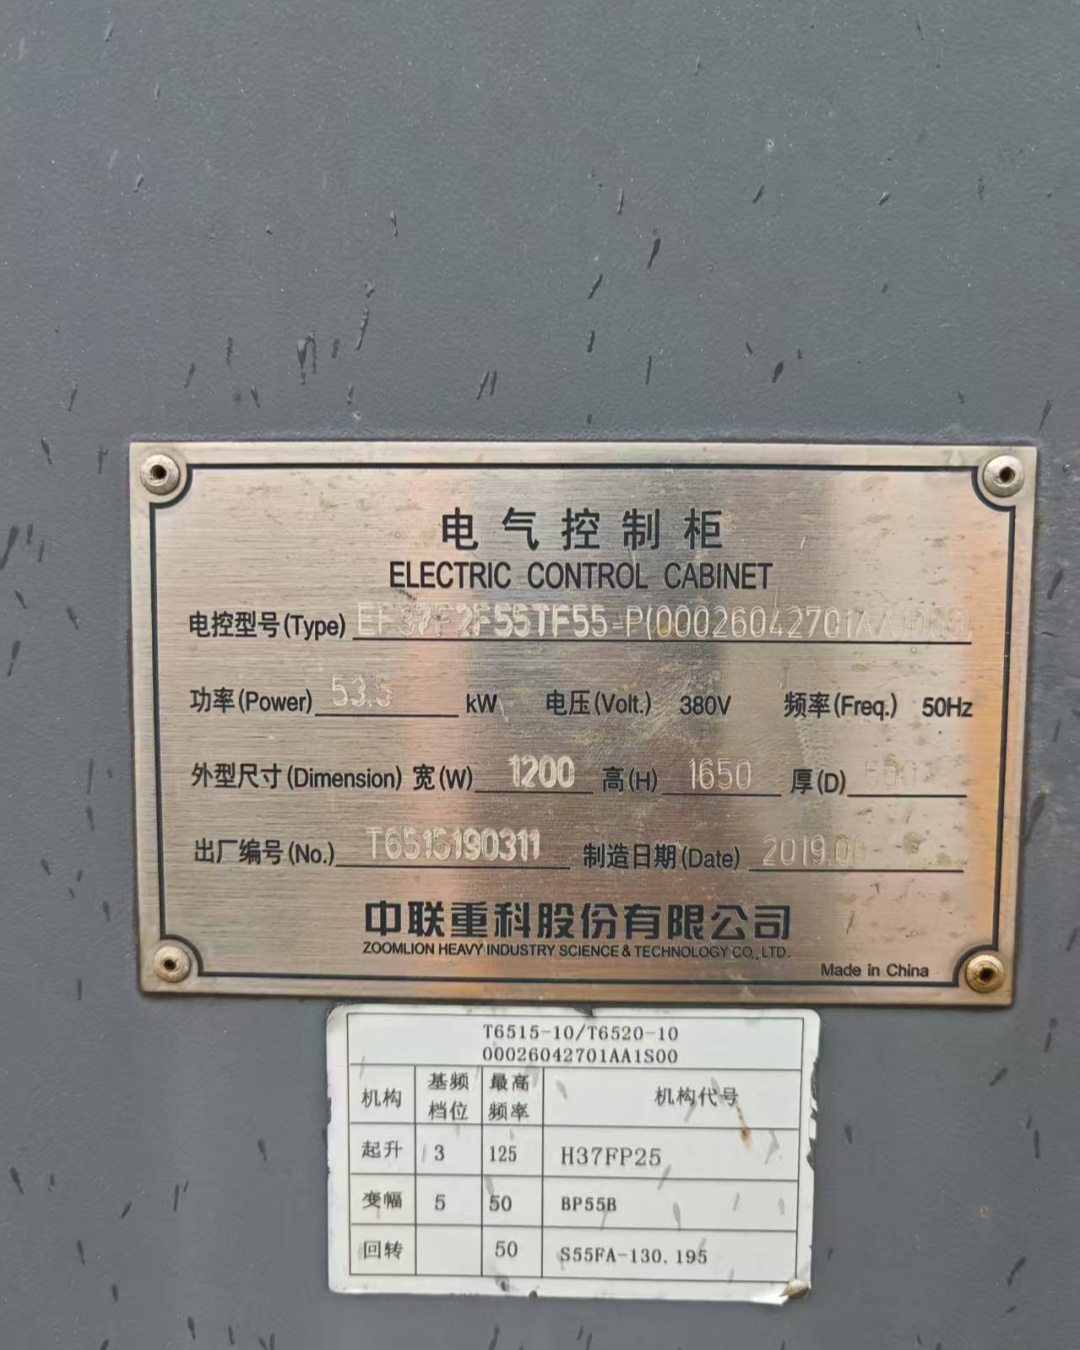 电气控制柜
ELECTRIC CONTROL CABINET
电控型号(Type)
功率(Power) 53.5 kW 电压(Volt.) 380V 频率(Freq.) 50Hz
外型尺寸(Dimension) 宽(W) 1200 高(H) 1650 厚(D)
出厂编号(No.) T6515190311 制造日期(Date)
中联重科股份有限公司
ZOOMLION HEAVY INDUSTRY SCIENCE & TECHNOLOGY CO., LTD.
Made in China
T6515-10/T6520-10
00026042701AA1S00
机构 基频档位 最高频率 机构代号
起升 3 125 H37FP25
变幅 5 50 BP55B
回转 50 S55FA-130.195